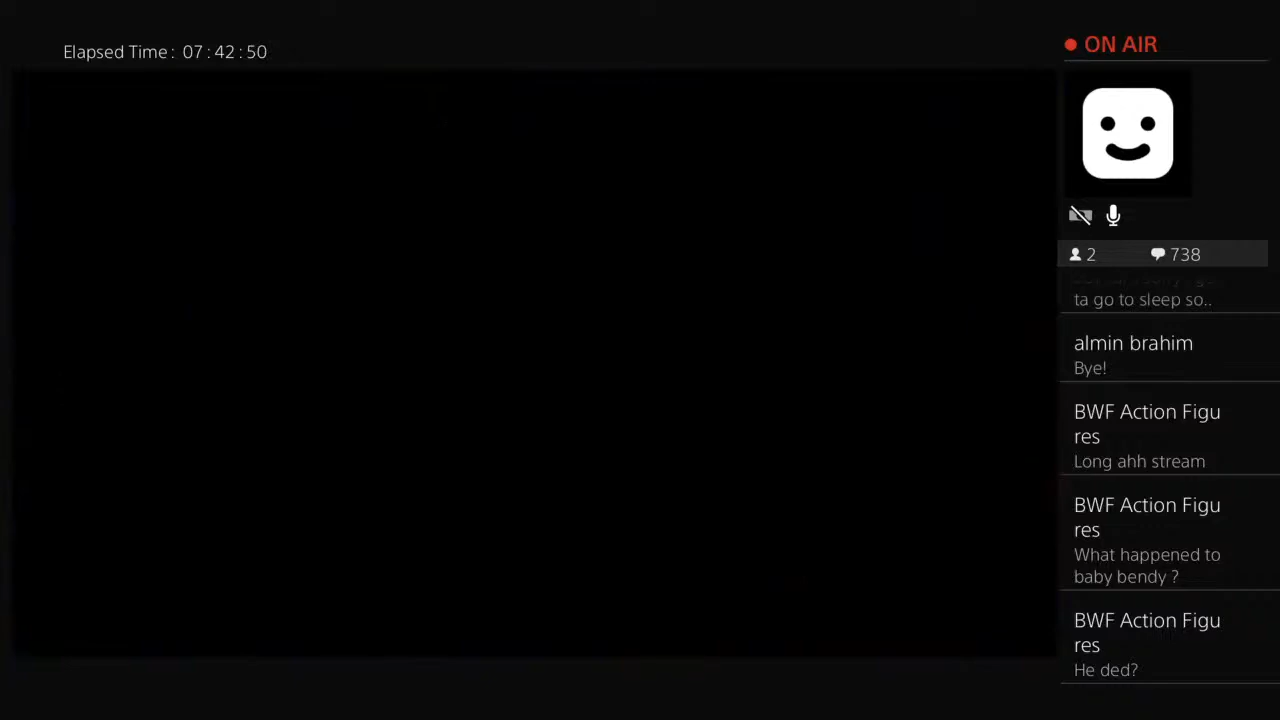 Elapsed Time: 07:42:50
ON AIR
2 738
ta go to sleep so..
almin brahim
Bye!
BWF Action Figu
res
Long ahh stream
BWF Action Figu
res
What happened to
baby bendy ?
BWF Action Figu
res
He ded?